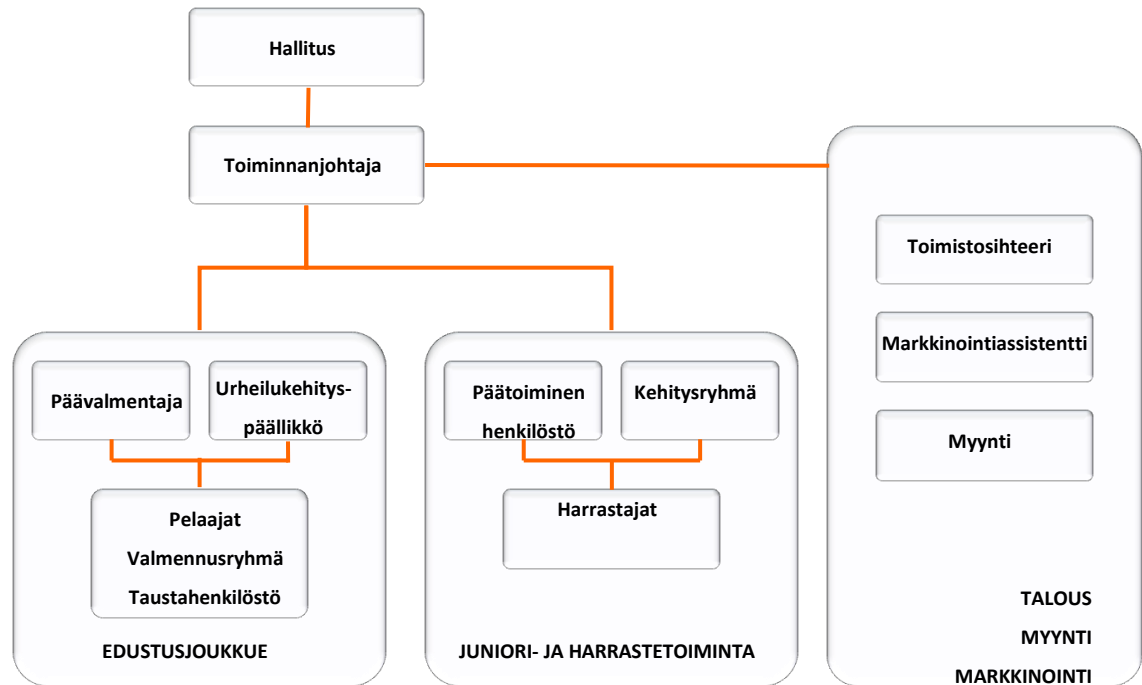 Hallitus
Toiminnanjohtaja
Toimistosihteeri
Markkinointiassistentti
Myynti
TALOUS
MYYNTI
MARKKINOINTI
Päävalmentaja
Urheilukehitys-
päällikkö
Pelaajat
Valmennusryhmä
Taustahenkilöstö
EDUSTUSJOUKKUE
Päätoiminen
henkilöstö
Kehitysryhmä
Harrastajat
JUNIORI- JA HARRASTETOIMINTA